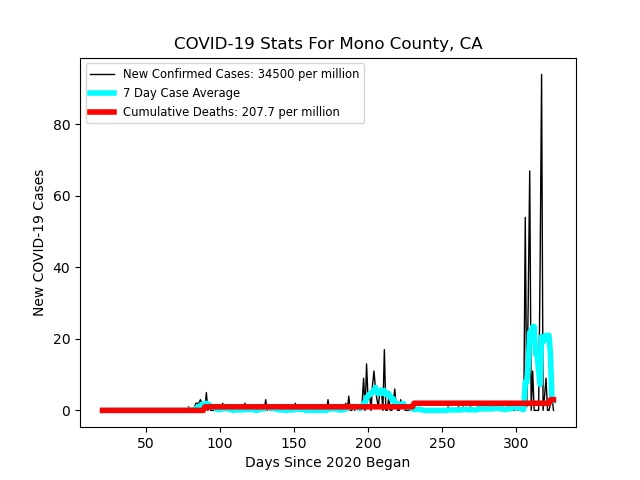 COVID-19 Stats For Mono County, CA
New Confirmed Cases: 34500 per million
7 Day Case Average
Cumulative Deaths: 207.7 per million
New COVID-19 Cases
80
60
40
20
0
50 100 150 200 250 300
Days Since 2020 Began